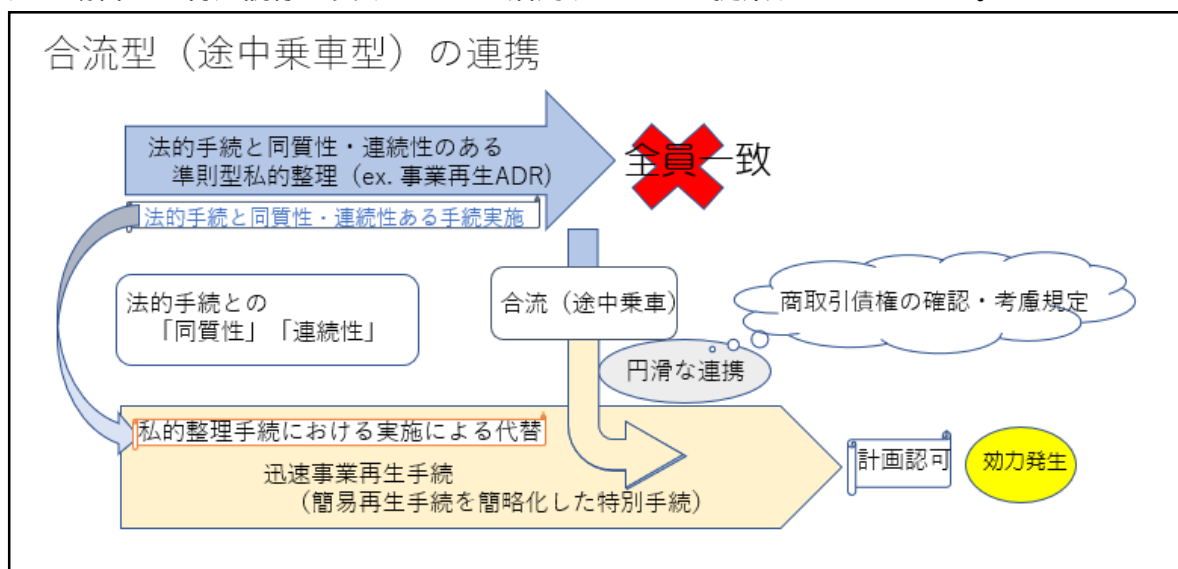 合流型（途中乗車型）の連携
法的手続と同質性・連続性のある
準則型私的整理（ex. 事業再生ADR）
全員一致
法的手続と同質性・連続性ある手続実施
法的手続との
「同質性」「連続性」
合流（途中乗車）
商取引債権の確認・考慮規定
円滑な連携
私的整理手続における実施による代替
迅速事業再生手続
（簡易再生手続を簡略化した特別手続）
計画認可
効力発生